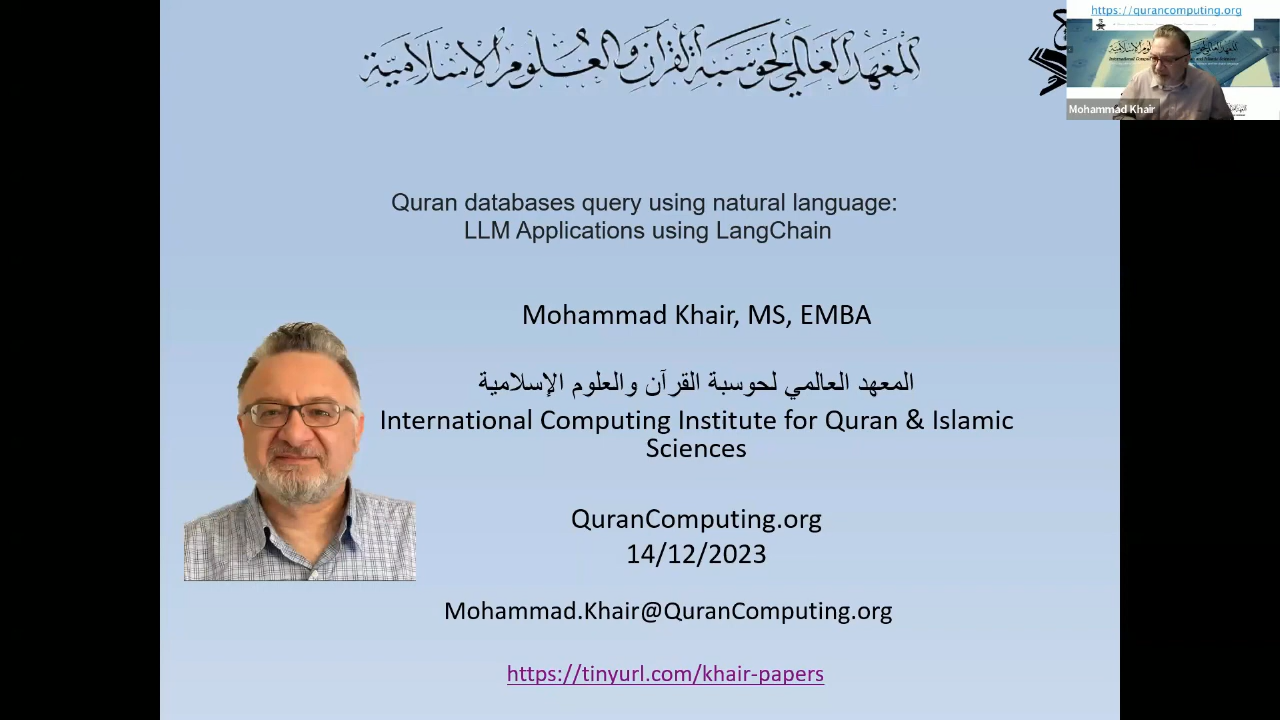 المعهد العالمي لحوسبة القرآن والعلوم الإسلامية
https://qurancomputing.org
Mohammad Khair
Quran databases query using natural language:
LLM Applications using LangChain
Mohammad Khair, MS, EMBA
المعهد العالمي لحوسبة القرآن والعلوم الإسلامية
International Computing Institute for Quran & Islamic
Sciences
QuranComputing.org
14/12/2023
Mohammad.Khair@QuranComputing.org
https://tinyurl.com/khair-papers